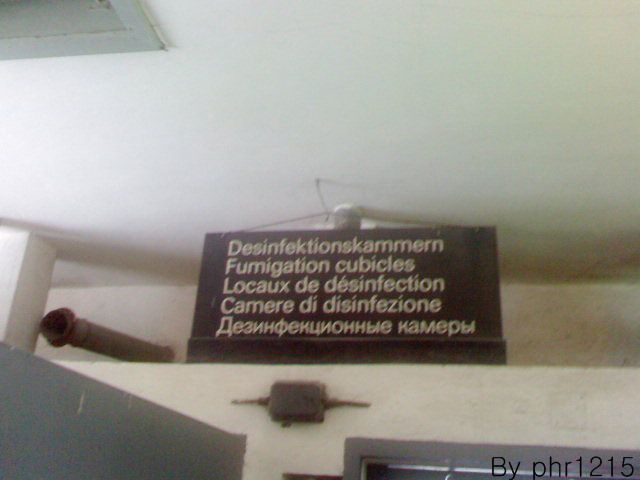 Desinfektionskammern
Fumigation cubicles
Locaux de désinfection
Camere di disinfezione
Дезинфекционные камеры
By phr1215